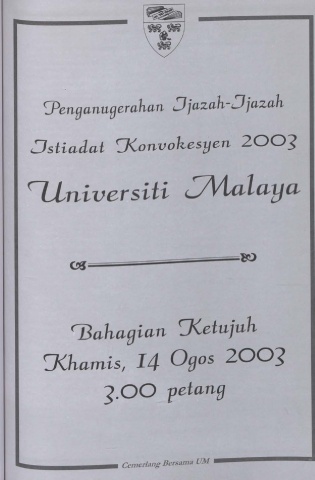 Penganugerahan Ijazah-Ijazah
Istiadat Konvokesyen 2003
Universiti Malaya
Bahagian Ketujuh
Khamis, 14 Ogos 2003
3.00 petang
Cemerlang Bersama UM